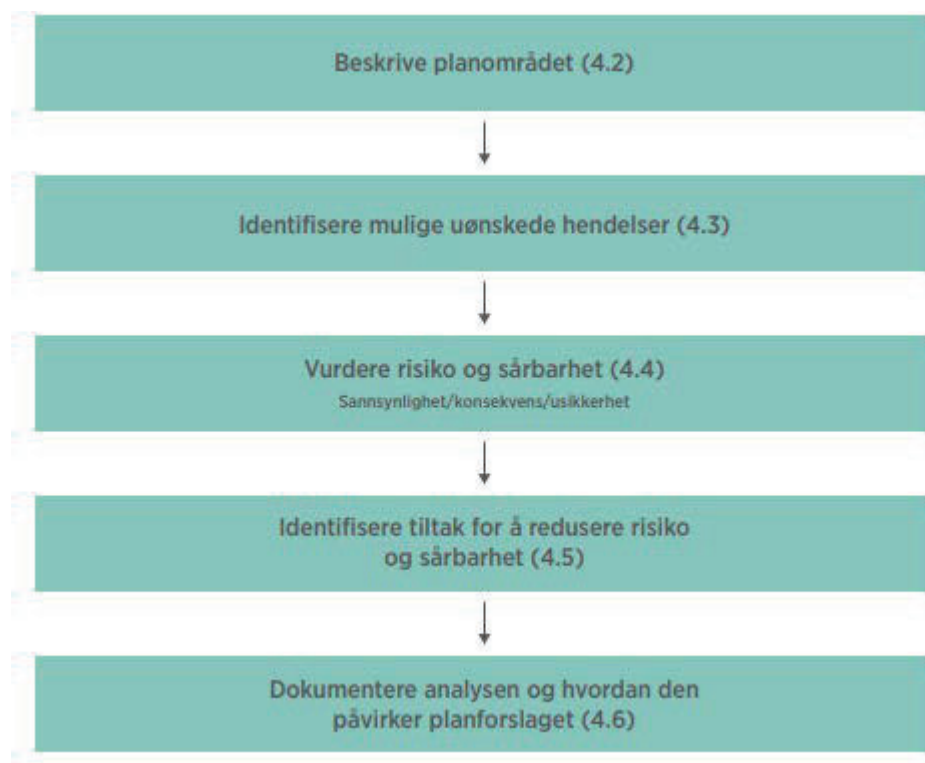 Beskrive planområdet (4.2)
Identifisere mulige uønskede hendelser (4.3)
Vurdere risiko og sårbarhet (4.4)
Sannsynlighet/konsekvens/usikkerhet
Identifisere tiltak for å redusere risiko
og sårbarhet (4.5)
Dokumentere analysen og hvordan den
påvirker planforslaget (4.6)